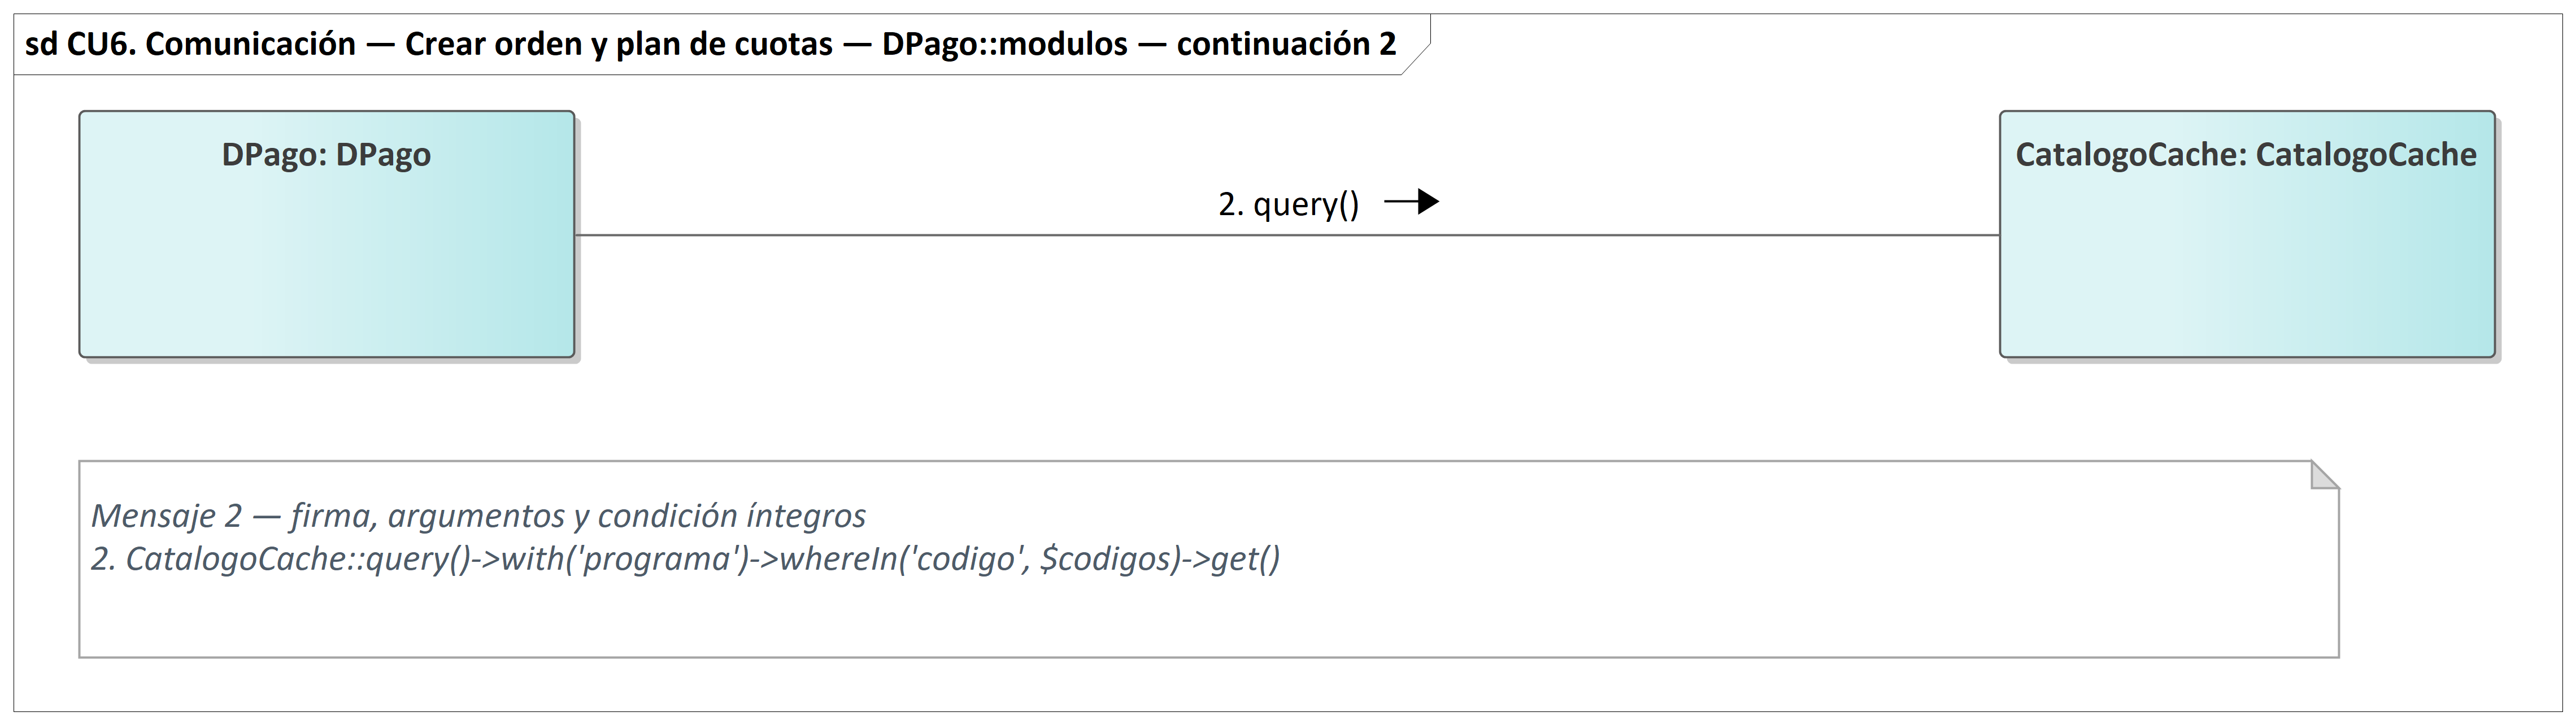 sd CU6. Comunicación — Crear orden y plan de cuotas — DPago::modulos — continuación 2
DPago: DPago
CatalogoCache: CatalogoCache
2. query()
Mensaje 2 — firma, argumentos y condición íntegros
2. CatalogoCache::query()->with('programa')->whereIn('codigo', $codigos)->get()